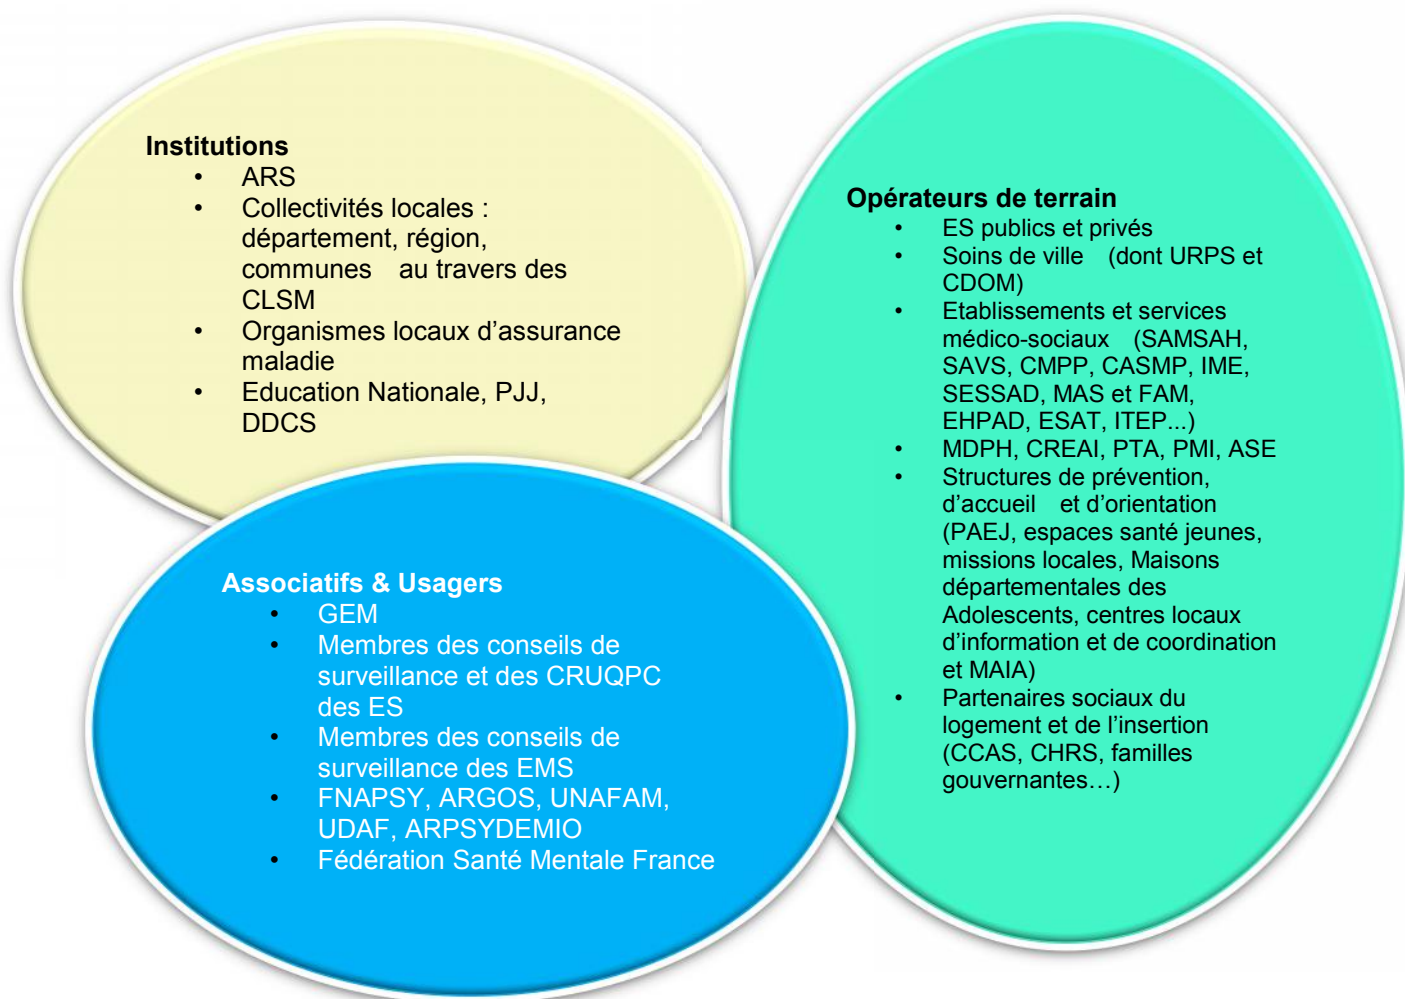 Institutions
• ARS
• Collectivités locales :
département, région,
communes au travers des
CLSM
• Organismes locaux d’assurance
maladie
• Education Nationale, PJJ,
DDCS
Opérateurs de terrain
• ES publics et privés
• Soins de ville (dont URPS et
CDOM)
• Etablissements et services
médico-sociaux (SAMSAH,
SAVS, CMPP, CASMP, IME,
SESSAD, MAS et FAM,
EHPAD, ESAT, ITEP...)
• MDPH, CREAI, PTA, PMI, ASE
• Structures de prévention,
d’accueil et d’orientation
(PAEJ, espaces santé jeunes,
missions locales, Maisons
départementales des
Adolescents, centres locaux
d’information et de coordination
et MAIA)
• Partenaires sociaux du
logement et de l’insertion
(CCAS, CHRS, familles
gouvernantes…)
Associatifs & Usagers
• GEM
• Membres des conseils de
surveillance et des CRUQPC
des ES
• Membres des conseils de
surveillance des EMS
• FNAPSY, ARGOS, UNAFAM,
UDAF, ARPSYDEMIO
• Fédération Santé Mentale France